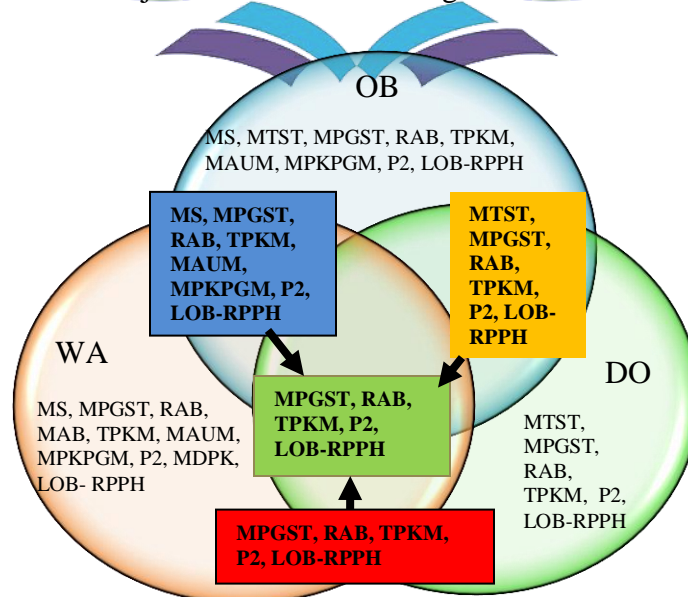 OB
MS, MTST, MPGST, RAB, TPKM,
MAUM, MPKPGM, P2, LOB-RPPH
MS, MPGST,
RAB, TPKM,
MAUM,
MPKPGM, P2,
LOB-RPPH
MTST,
MPGST,
RAB,
TPKM,
P2, LOB-
RPPH
WA
MS, MPGST, RAB,
MAB, TPKM, MAUM,
MPKPGM, P2, MDPK,
LOB- RPPH
MPGST, RAB,
TPKM, P2,
LOB-RPPH
DO
MTST,
MPGST,
RAB,
TPKM, P2,
LOB-RPPH
MPGST, RAB, TPKM,
P2, LOB-RPPH